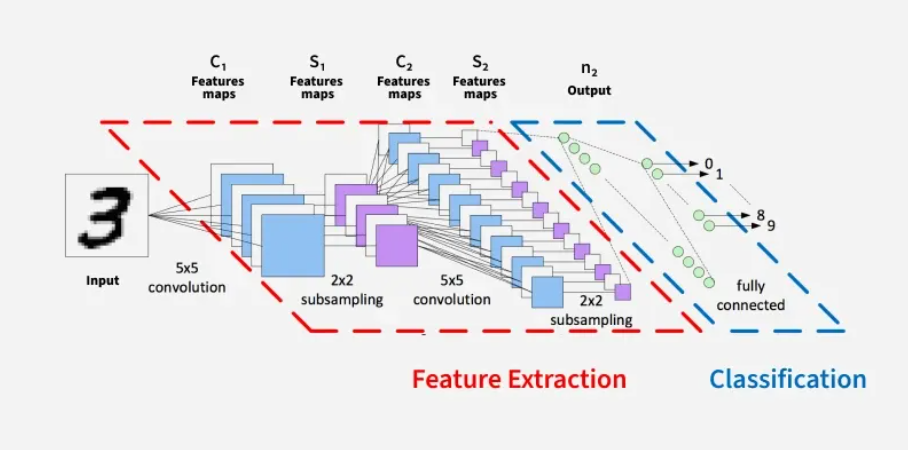 C₁
Features
maps
S₁
Features
maps
C₂
Features
maps
S₂
Features
maps
n₂
Output
3
Input
5x5
convolution
2x2
subsampling
5x5
convolution
2x2
subsampling
0
1
8
9
fully
connected
Feature Extraction
Classification